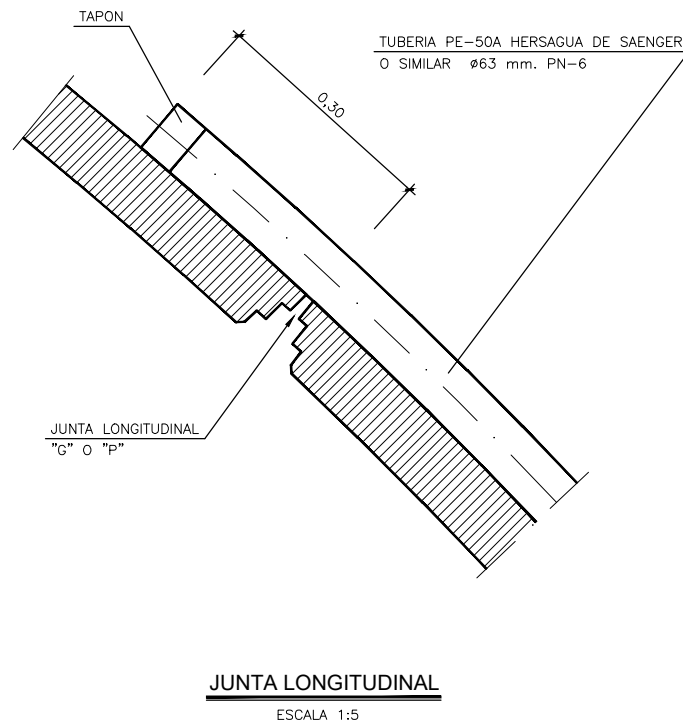 TAPON
TUBERIA PE-50A HERSAGUA DE SAENGER
O SIMILAR ø63 mm. PN-6
0,30
JUNTA LONGITUDINAL
"G" O "P"
JUNTA LONGITUDINAL
ESCALA 1:5